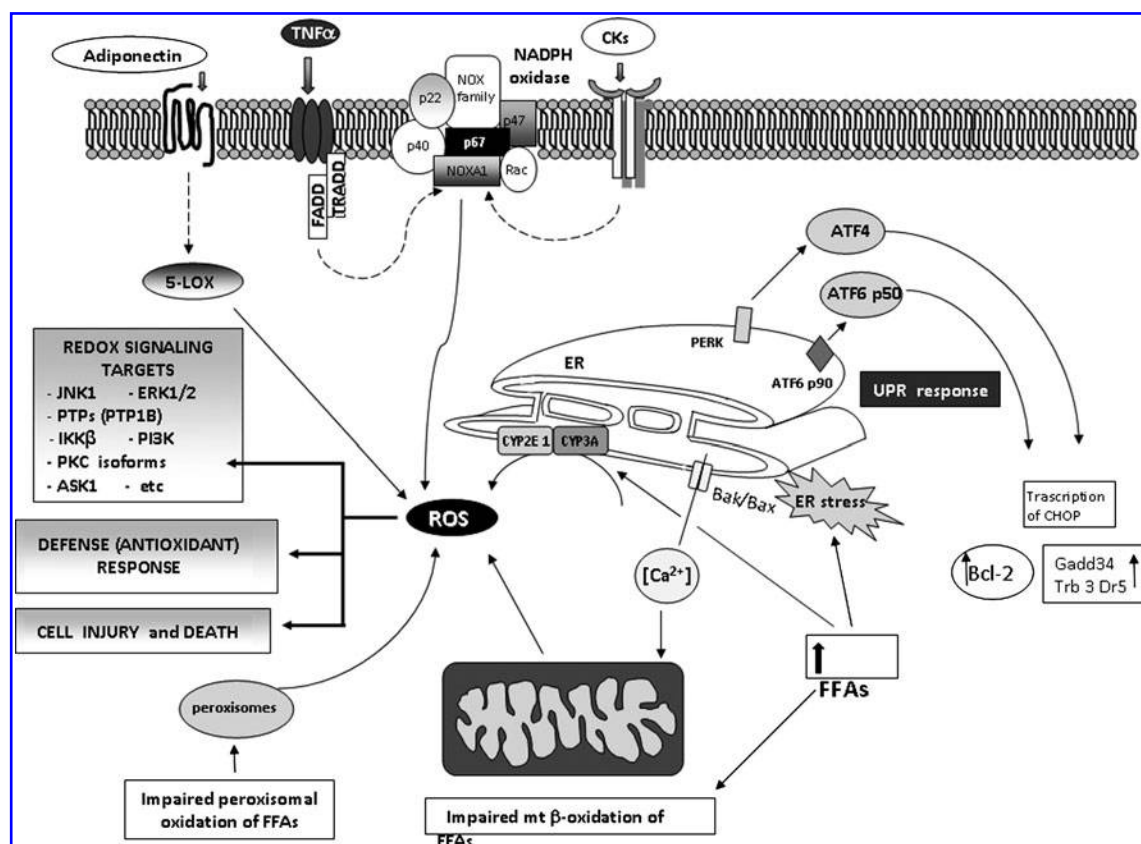 Adiponectin
TNFα
NADPH
oxidase
CKs
NOX
family
p22
p47
p40
p67
NOXA1
Rac
FADD
TRADD
5-LOX
ATF4
ATF6 p50
PERK
ATF6 p90
ER
UPR response
REDOX SIGNALING
TARGETS
- JNK1 - ERK1/2
- PTPs (PTP1B)
- IKKβ - PI3K
- PKC isoforms
- ASK1 - etc
CYP2E 1
CYP3A
Bak/Bax
ER stress
Trascription
of CHOP
ROS
DEFENSE (ANTIOXIDANT)
RESPONSE
[Ca²⁺]
Bcl-2
Gadd34
Trb 3 Dr5
CELL INJURY and DEATH
FFAs
peroxisomes
Impaired peroxisomal
oxidation of FFAs
Impaired mt β-oxidation of
FFAs